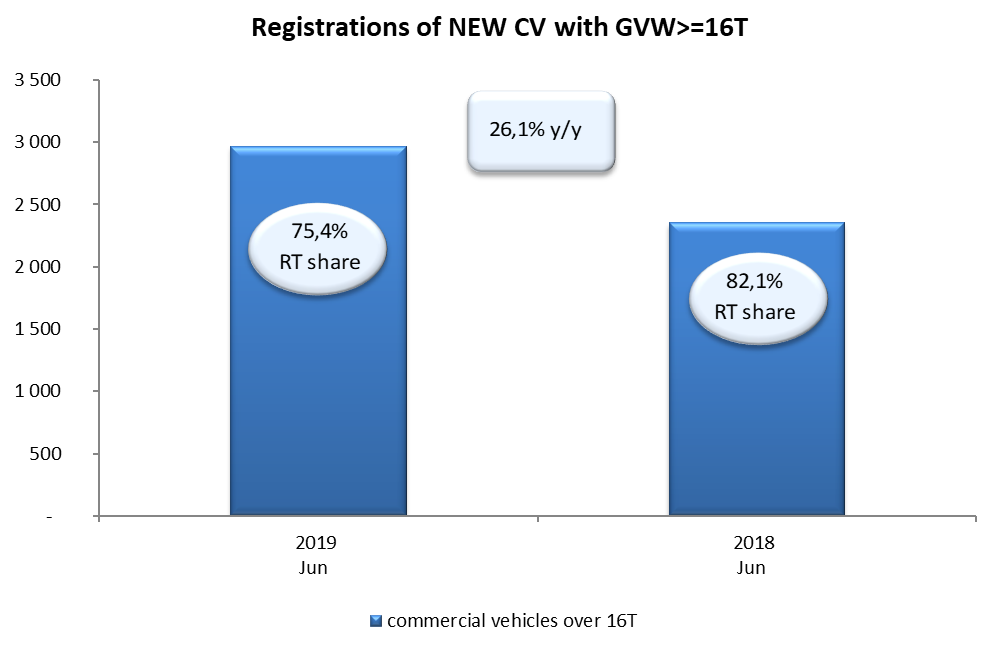 Registrations of NEW CV with GVW>=16T
3 500
3 000
2 500
2 000
1 500
1 000
500
-
26,1% y/y
75,4%
RT share
82,1%
RT share
2019
Jun
2018
Jun
commercial vehicles over 16T